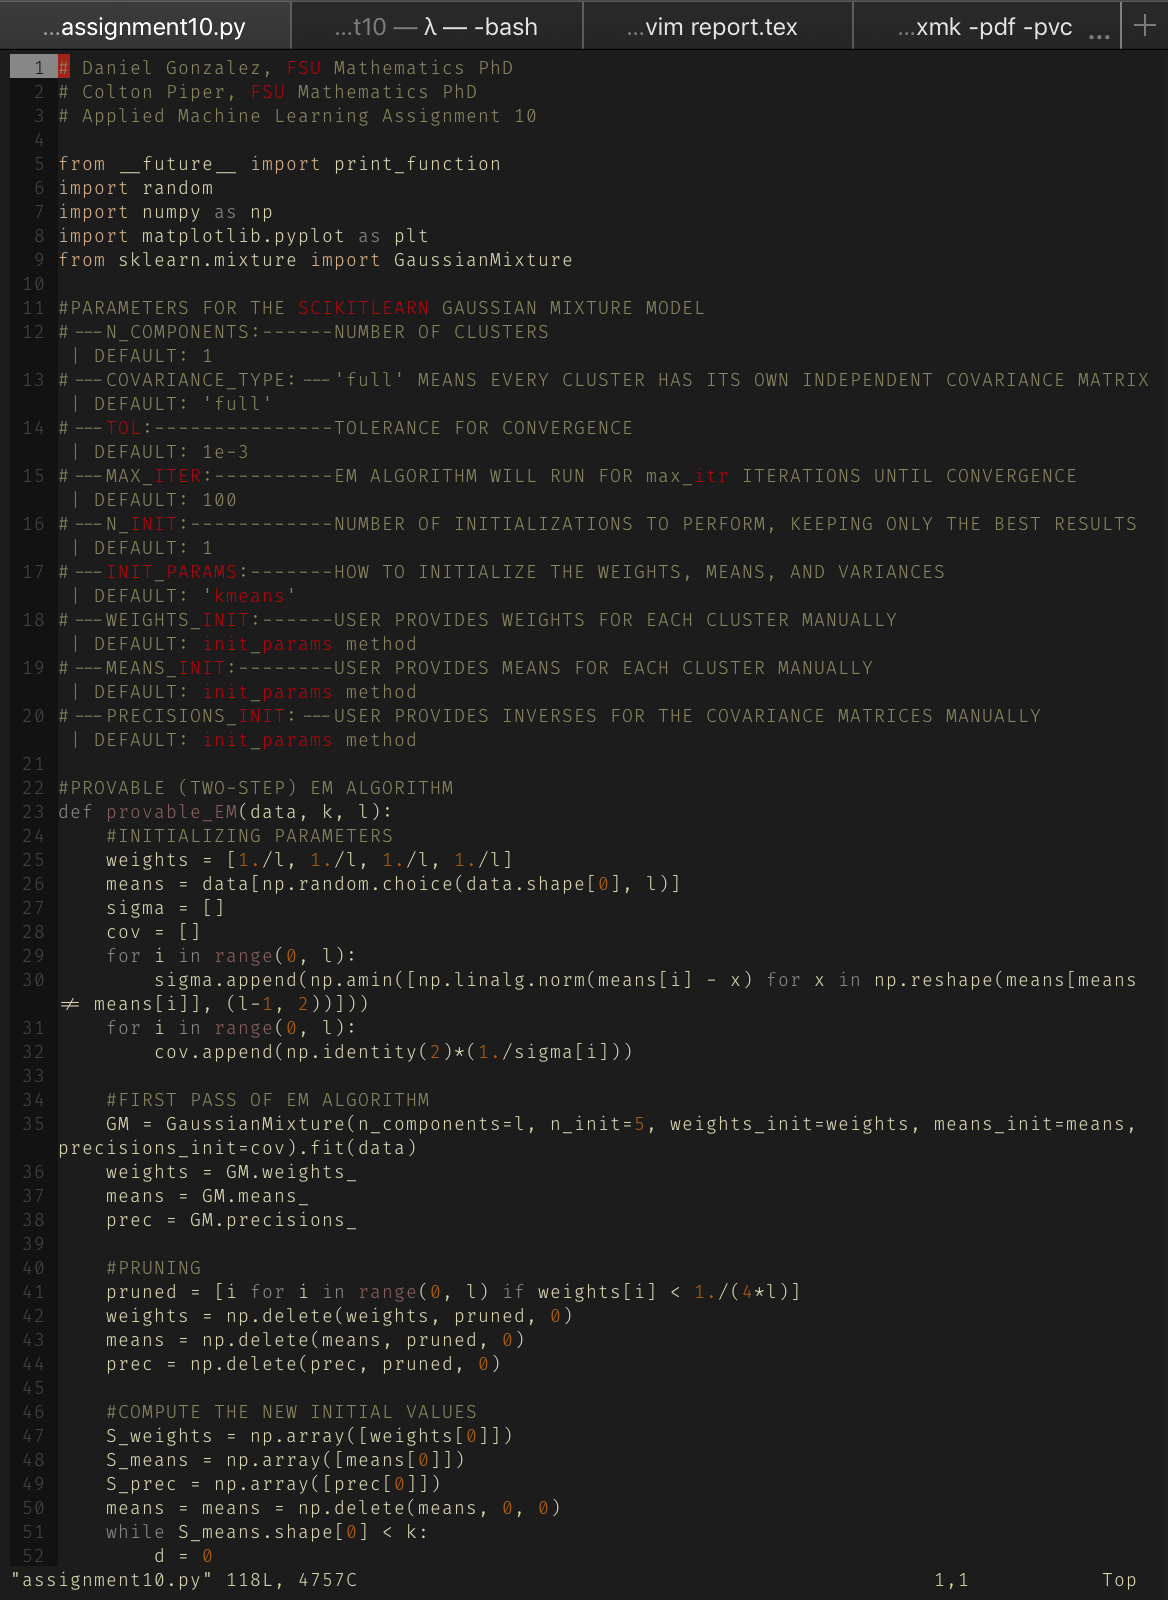 ...assignment10.py ...t10 — λ — -bash ...vim report.tex ...xmk -pdf -pvc ... +
1 # Daniel Gonzalez, FSU Mathematics PhD
2 # Colton Piper, FSU Mathematics PhD
3 # Applied Machine Learning Assignment 10
4
5 from __future__ import print_function
6 import random
7 import numpy as np
8 import matplotlib.pyplot as plt
9 from sklearn.mixture import GaussianMixture
10
11 #PARAMETERS FOR THE SCIKITLEARN GAUSSIAN MIXTURE MODEL
12 #---N_COMPONENTS:------NUMBER OF CLUSTERS
| DEFAULT: 1
13 #---COVARIANCE_TYPE:---'full' MEANS EVERY CLUSTER HAS ITS OWN INDEPENDENT COVARIANCE MATRIX
| DEFAULT: 'full'
14 #---TOL:---------------TOLERANCE FOR CONVERGENCE
| DEFAULT: 1e-3
15 #---MAX_ITER:----------EM ALGORITHM WILL RUN FOR max_itr ITERATIONS UNTIL CONVERGENCE
| DEFAULT: 100
16 #---N_INIT:------------NUMBER OF INITIALIZATIONS TO PERFORM, KEEPING ONLY THE BEST RESULTS
| DEFAULT: 1
17 #---INIT_PARAMS:-------HOW TO INITIALIZE THE WEIGHTS, MEANS, AND VARIANCES
| DEFAULT: 'kmeans'
18 #---WEIGHTS_INIT:------USER PROVIDES WEIGHTS FOR EACH CLUSTER MANUALLY
| DEFAULT: init_params method
19 #---MEANS_INIT:--------USER PROVIDES MEANS FOR EACH CLUSTER MANUALLY
| DEFAULT: init_params method
20 #---PRECISIONS_INIT:---USER PROVIDES INVERSES FOR THE COVARIANCE MATRICES MANUALLY
| DEFAULT: init_params method
21
22 #PROVABLE (TWO-STEP) EM ALGORITHM
23 def provable_EM(data, k, l):
24     #INITIALIZING PARAMETERS
25     weights = [1./l, 1./l, 1./l, 1./l]
26     means = data[np.random.choice(data.shape[0], l)]
27     sigma = []
28     cov = []
29     for i in range(0, l):
30         sigma.append(np.amin([np.linalg.norm(means[i] - x) for x in np.reshape(means[means
≠ means[i]], (l-1, 2))]))
31     for i in range(0, l):
32         cov.append(np.identity(2)*(1./sigma[i]))
33
34     #FIRST PASS OF EM ALGORITHM
35     GM = GaussianMixture(n_components=l, n_init=5, weights_init=weights, means_init=means,
precisions_init=cov).fit(data)
36     weights = GM.weights_
37     means = GM.means_
38     prec = GM.precisions_
39
40     #PRUNING
41     pruned = [i for i in range(0, l) if weights[i] < 1./(4*l)]
42     weights = np.delete(weights, pruned, 0)
43     means = np.delete(means, pruned, 0)
44     prec = np.delete(prec, pruned, 0)
45
46     #COMPUTE THE NEW INITIAL VALUES
47     S_weights = np.array([weights[0]])
48     S_means = np.array([means[0]])
49     S_prec = np.array([prec[0]])
50     means = means = np.delete(means, 0, 0)
51     while S_means.shape[0] < k:
52         d = 0
"assignment10.py" 118L, 4757C 1,1 Top